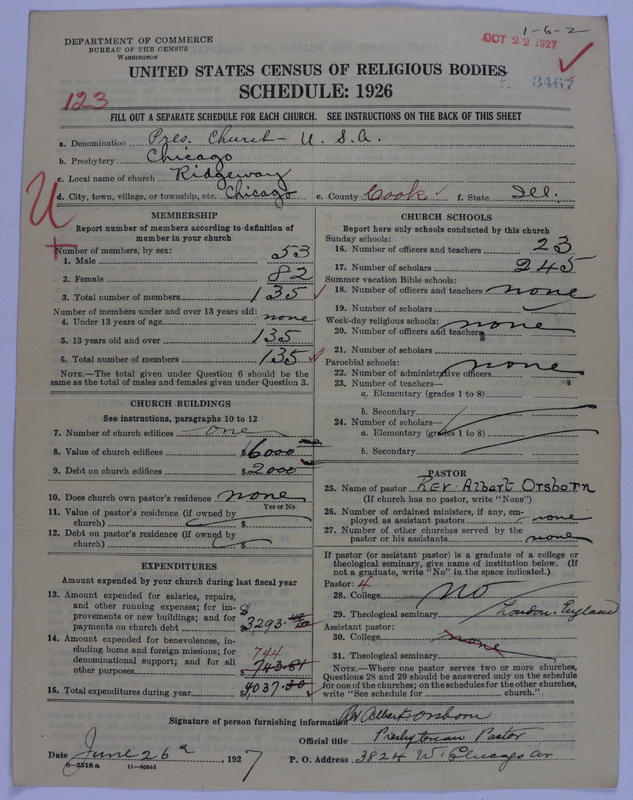 1-6-2
DEPARTMENT OF COMMERCE
BUREAU OF THE CENSUS
WASHINGTON
OCT 22 1927
UNITED STATES CENSUS OF RELIGIOUS BODIES
3467
SCHEDULE: 1926
123
FILL OUT A SEPARATE SCHEDULE FOR EACH CHURCH. SEE INSTRUCTIONS ON THE BACK OF THIS SHEET
a. Denomination Pres. Church - U. S. A.
b. Presbytery Chicago
c. Local name of church Ridgeway
d. City, town, village, or township, etc. Chicago e. County Cook f. State Ill.
U
MEMBERSHIP
Report number of members according to definition of
member in your church
Number of members, by sex:
1. Male 53
2. Female 82
3. Total number of members 135
Number of members under and over 13 years old:
4. Under 13 years of age none
5. 13 years old and over 135
6. Total number of members 135
NOTE.—The total given under Question 6 should be the
same as the total of males and females given under Question 3.
CHURCH BUILDINGS
See instructions, paragraphs 10 to 12
7. Number of church edifices one
8. Value of church edifices $6000
9. Debt on church edifices $2000
10. Does church own pastor's residence none
Yes or No
11. Value of pastor's residence (if owned by
church) $
12. Debt on pastor's residence (if owned by
church) $
EXPENDITURES
Amount expended by your church during last fiscal year
13. Amount expended for salaries, repairs,
and other running expenses; for im-
provements or new buildings; and for
payments on church debt $3293.
14. Amount expended for benevolences, in-
cluding home and foreign missions; for
denominational support; and for all
744
other purposes $743.81
15. Total expenditures during year $4037.30
CHURCH SCHOOLS
Report here only schools conducted by this church
Sunday schools:
16. Number of officers and teachers 23
17. Number of scholars 245
Summer vacation Bible schools:
18. Number of officers and teachers none
19. Number of scholars
Week-day religious schools: none
20. Number of officers and teachers
21. Number of scholars
Parochial schools: none
22. Number of administrative officers
23. Number of teachers—
a. Elementary (grades 1 to 8)
b. Secondary
24. Number of scholars—
a. Elementary (grades 1 to 8)
b. Secondary
PASTOR
25. Name of pastor Rev. Albert Orsborn
(If church has no pastor, write "None")
26. Number of ordained ministers, if any, em-
ployed as assistant pastors none
27. Number of other churches served by the
pastor or his assistants none
If pastor (or assistant pastor) is a graduate of a college or
theological seminary, give name of institution below. (If
not a graduate, write "No" in the space indicated.)
Pastor: 4
28. College No
29. Theological seminary London. England
Assistant pastor:
30. College none
31. Theological seminary
NOTE.—Where one pastor serves two or more churches,
Questions 28 and 29 should be answered only on the schedule
for one of the churches; on the schedules for the other churches,
write "See schedule for church."
Signature of person furnishing information Rev Albert Orsborn
Official title Presbyterian Pastor
Date June 26, 1927 P. O. Address 3824 W. Chicago av